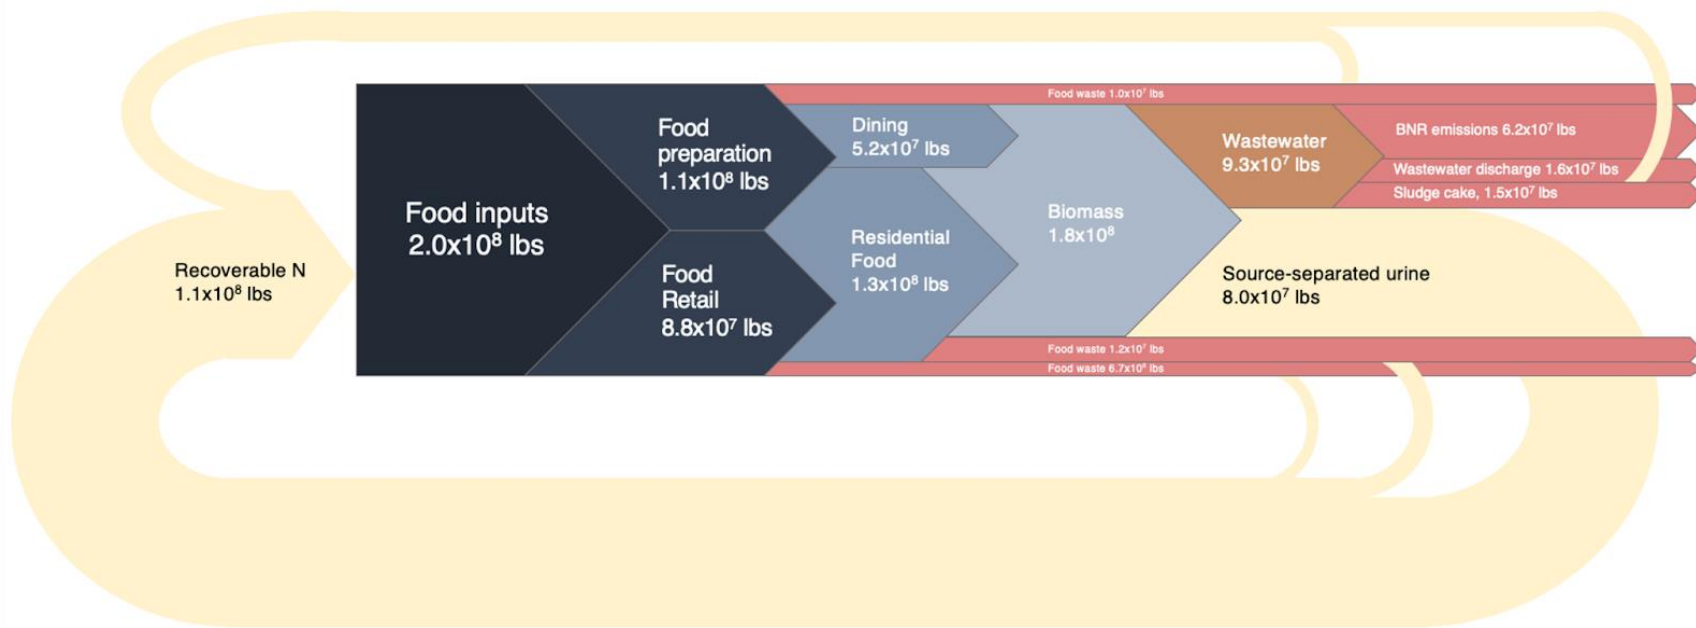 Food waste 1.0x10⁷ lbs
Food
preparation
1.1x10⁸ lbs
Dining
5.2x10⁷ lbs
BNR emissions 6.2x10⁷ lbs
Wastewater
9.3x10⁷ lbs
Wastewater discharge 1.6x10⁷ lbs
Sludge cake, 1.5x10⁷ lbs
Food inputs
2.0x10⁸ lbs
Biomass
1.8x10⁸
Residential
Food
1.3x10⁸ lbs
Recoverable N
1.1x10⁸ lbs
Food
Retail
8.8x10⁷ lbs
Source-separated urine
8.0x10⁷ lbs
Food waste 1.2x10⁷ lbs
Food waste 6.7x10⁶ lbs